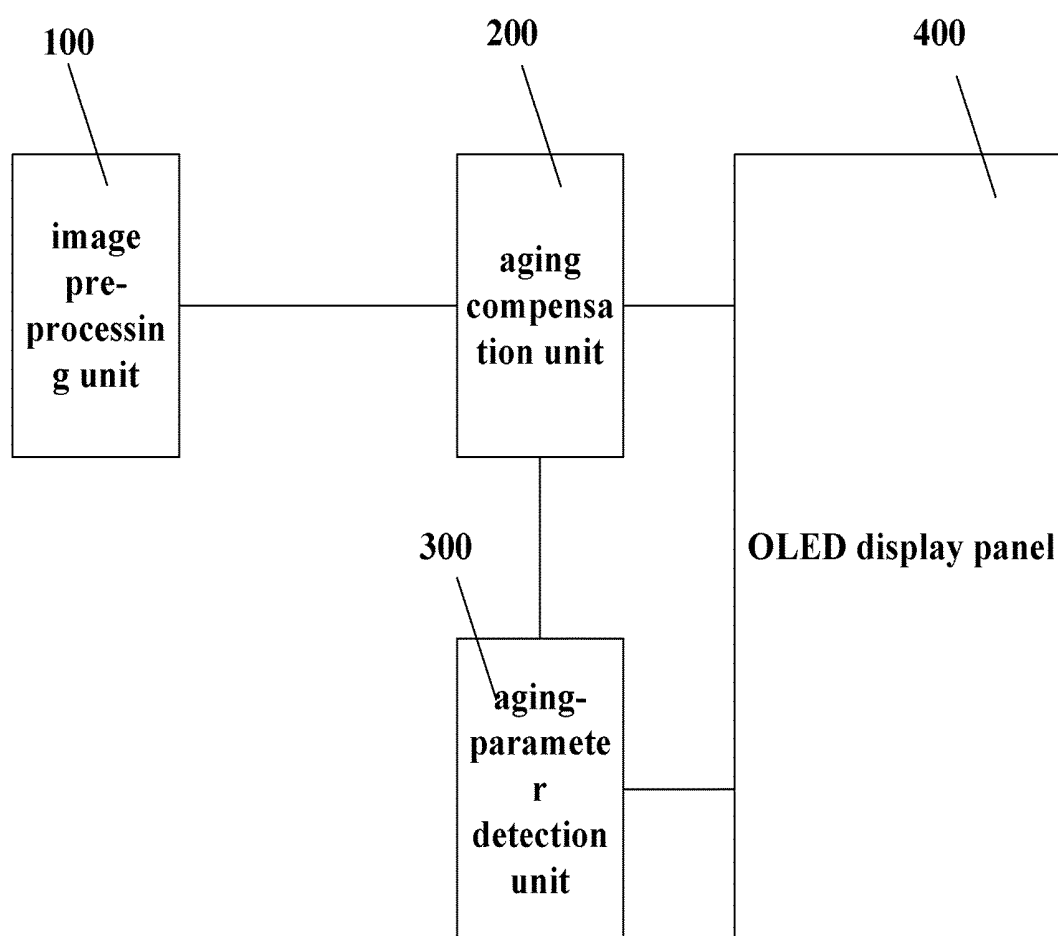 100
200
400
image
pre-
processin
g unit
aging
compensa
tion unit
300
OLED display panel
aging-
paramete
r
detection
unit